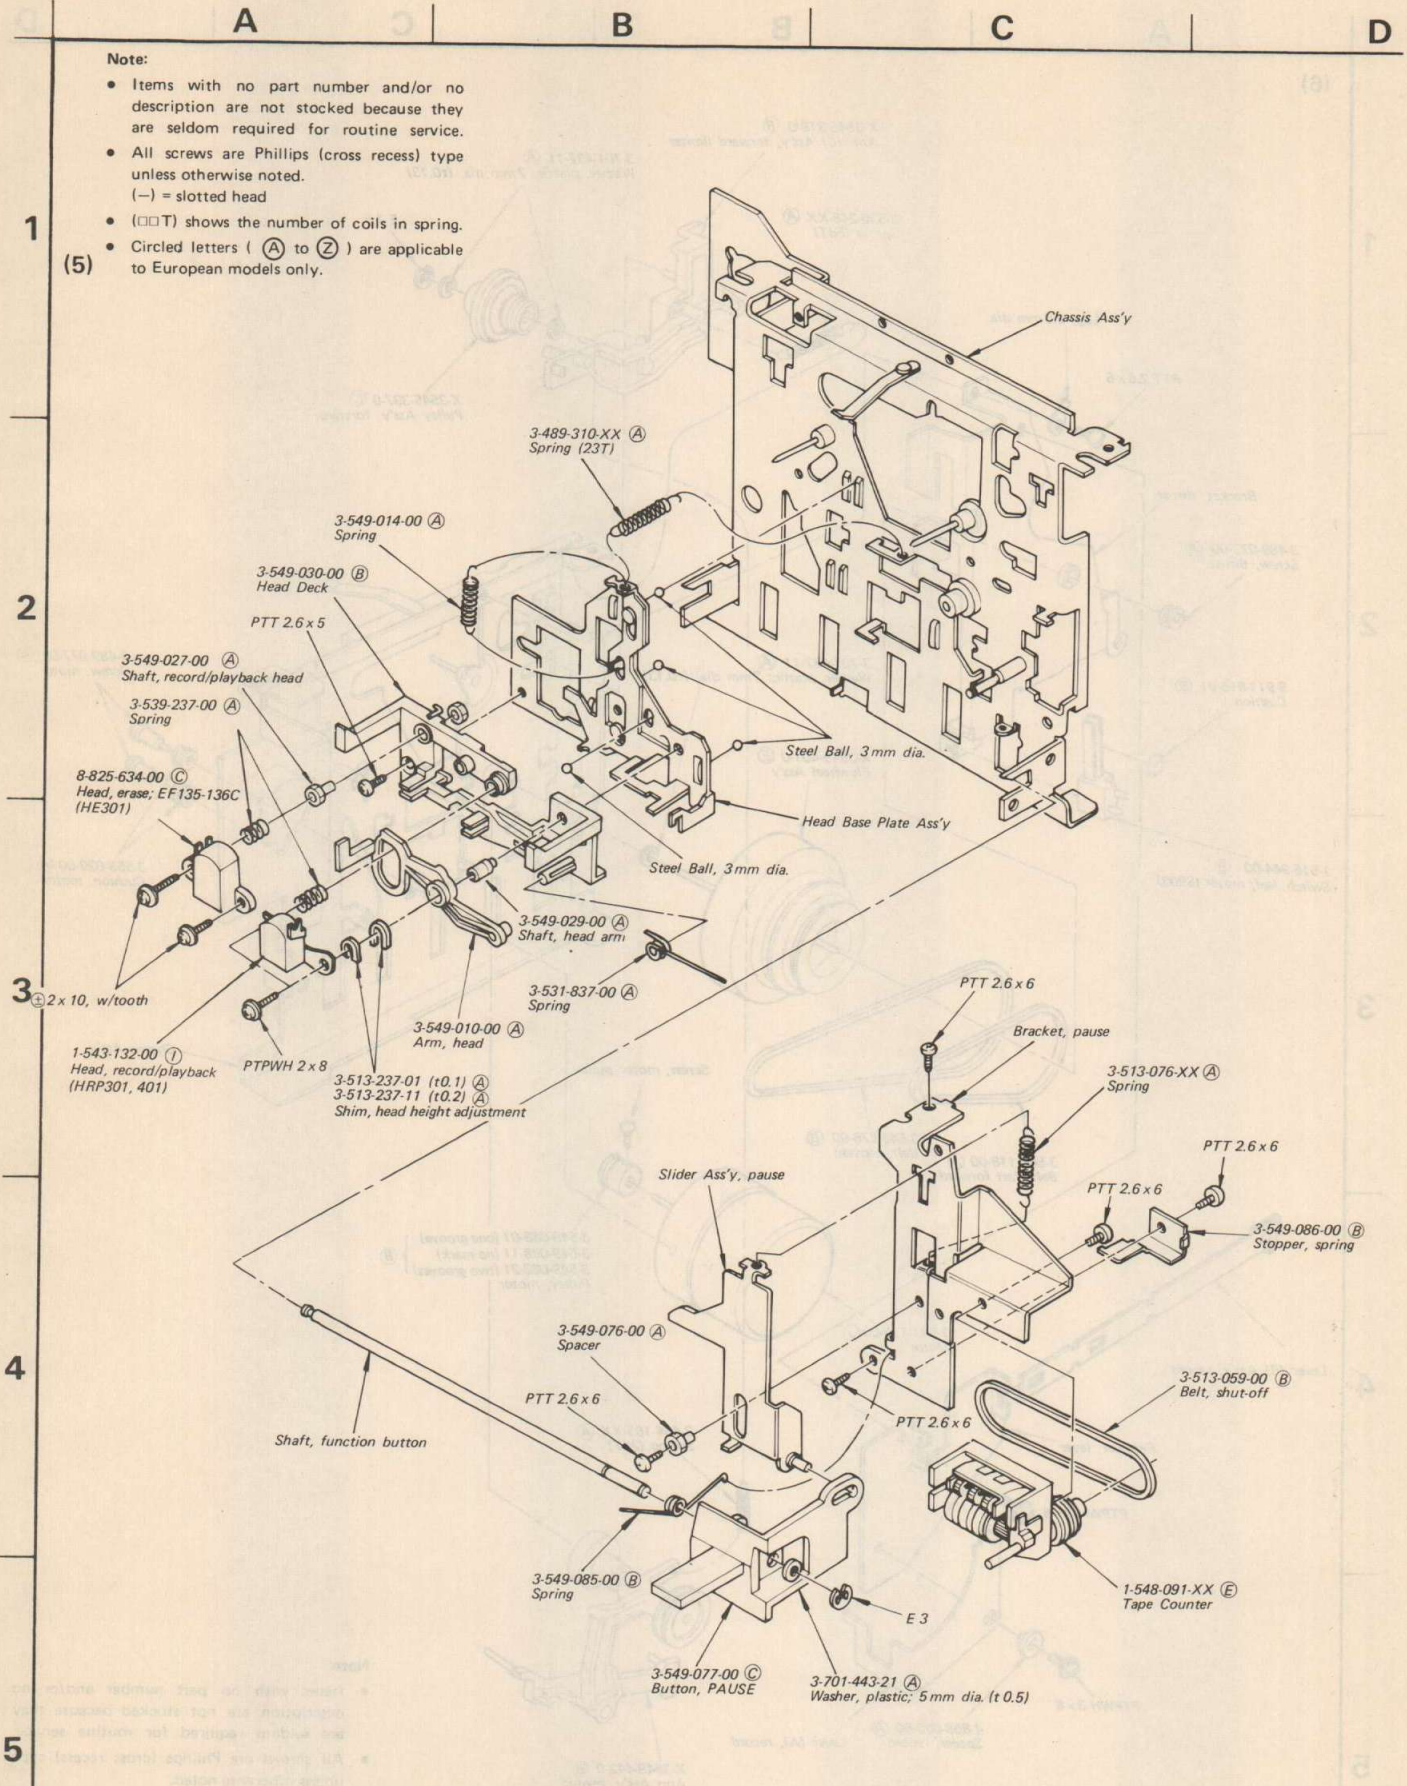 A
B
C
D
Note:
• Items with no part number and/or no
description are not stocked because they
are seldom required for routine service.
• All screws are Phillips (cross recess) type
unless otherwise noted.
(−) = slotted head
• (□□T) shows the number of coils in spring.
• Circled letters ( Ⓐ to Ⓩ ) are applicable
to European models only.
1
(5)
Chassis Ass'y
3-489-310-XX Ⓐ
Spring (23T)
3-549-014-00 Ⓐ
Spring
3-549-030-00 Ⓑ
Head Deck
2
PTT 2.6 x 5
3-549-027-00 Ⓐ
Shaft, record/playback head
3-539-237-00 Ⓐ
Spring
Steel Ball, 3mm dia.
8-825-634-00 Ⓒ
Head, erase; EF135-136C
(HE301)
Head Base Plate Ass'y
Steel Ball, 3mm dia.
3-549-029-00 Ⓐ
Shaft, head arm
3
⊕2 x 10, w/tooth
3-531-837-00 Ⓐ
Spring
PTT 2.6 x 6
3-549-010-00 Ⓐ
Arm, head
Bracket, pause
1-543-132-00 Ⓘ
Head, record/playback
(HRP301, 401)
PTPWH 2 x 8
3-513-237-01 (t0.1) Ⓐ
3-513-237-11 (t0.2) Ⓐ
Shim, head height adjustment
3-513-076-XX Ⓐ
Spring
PTT 2.6 x 6
Slider Ass'y, pause
PTT 2.6 x 6
3-549-086-00 Ⓑ
Stopper, spring
3-549-076-00 Ⓐ
Spacer
4
3-513-059-00 Ⓑ
Belt, shut-off
PTT 2.6 x 6
PTT 2.6 x 6
Shaft, function button
3-549-085-00 Ⓑ
Spring
1-548-091-XX Ⓔ
Tape Counter
E 3
3-549-077-00 Ⓒ
Button, PAUSE
3-701-443-21 Ⓐ
Washer, plastic; 5mm dia. (t 0.5)
5